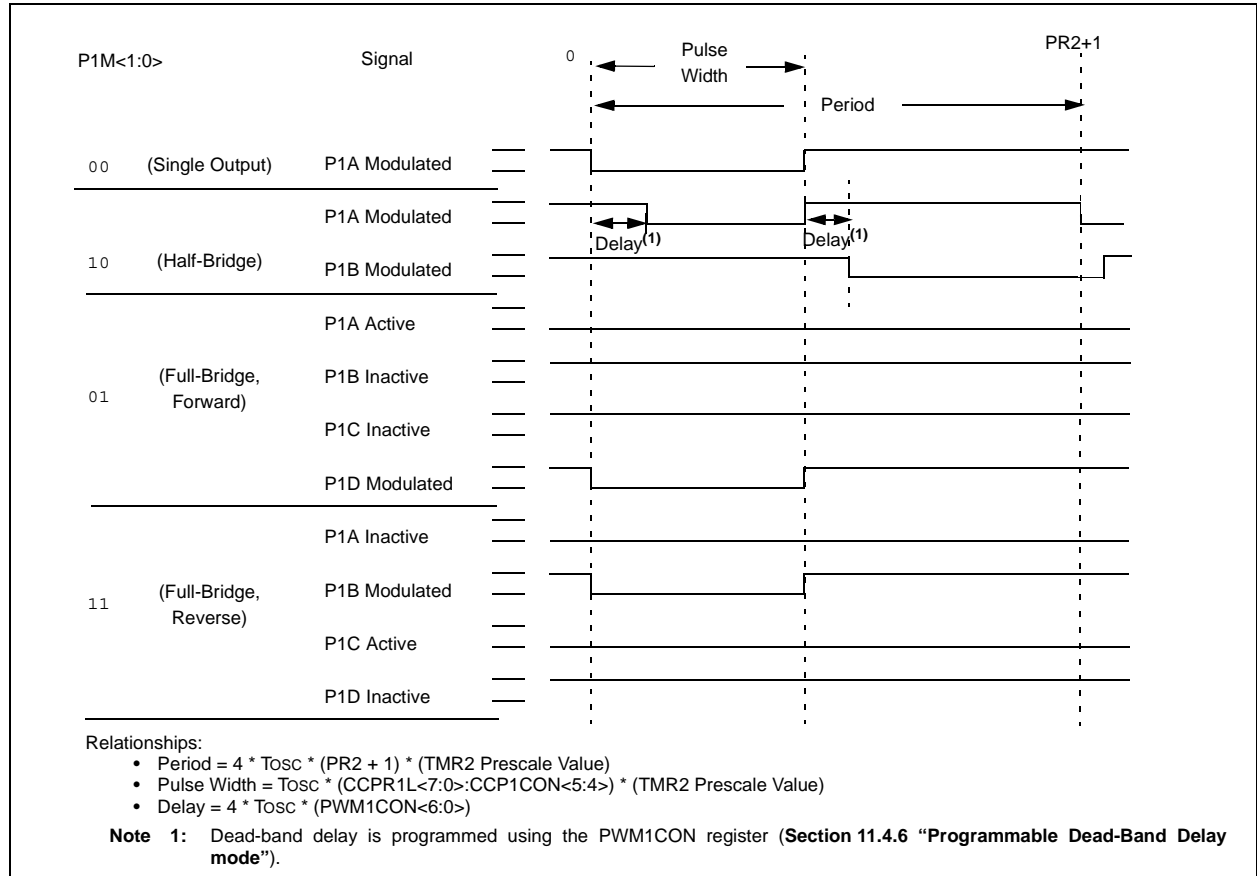 P1M<1:0> Signal 0 Pulse Width PR2+1
Period
00 (Single Output) P1A Modulated
P1A Modulated
Delay(1) Delay(1)
10 (Half-Bridge) P1B Modulated
P1A Active
01 (Full-Bridge, Forward) P1B Inactive
P1C Inactive
P1D Modulated
P1A Inactive
11 (Full-Bridge, Reverse) P1B Modulated
P1C Active
P1D Inactive
Relationships:
• Period = 4 * TOSC * (PR2 + 1) * (TMR2 Prescale Value)
• Pulse Width = TOSC * (CCPR1L<7:0>:CCP1CON<5:4>) * (TMR2 Prescale Value)
• Delay = 4 * TOSC * (PWM1CON<6:0>)
Note 1: Dead-band delay is programmed using the PWM1CON register (Section 11.4.6 “Programmable Dead-Band Delay
mode”).